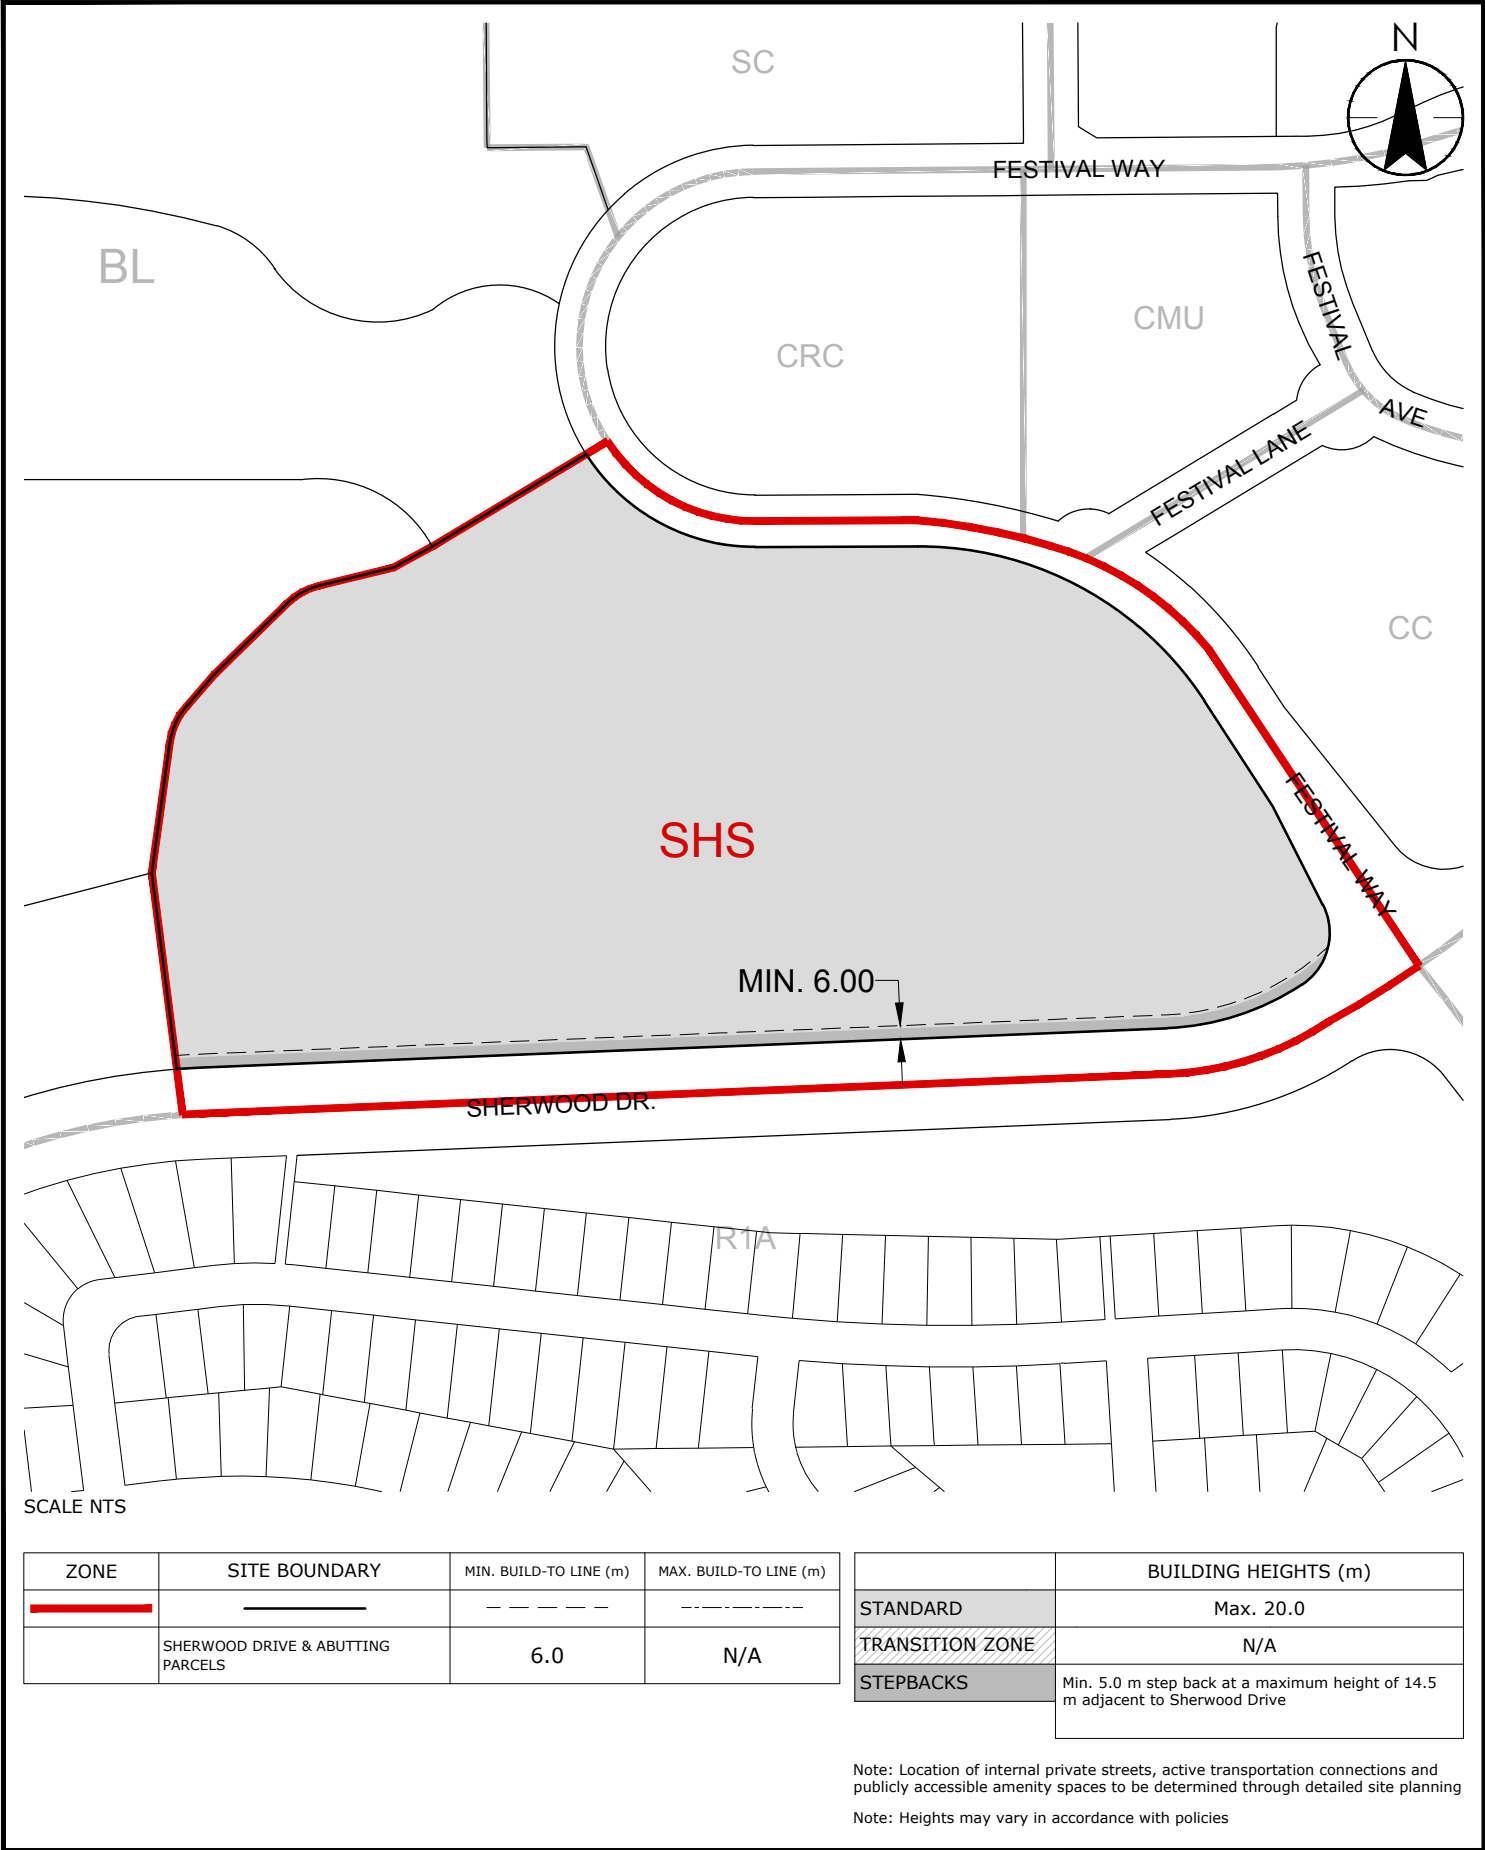 SC
N
FESTIVAL WAY
BL
FESTIVAL
CMU
CRC
AVE
FESTIVAL LANE
CC
SHS
FESTIVAL WAY
MIN. 6.00
SHERWOOD DR.
R1A
SCALE NTS
ZONE
SITE BOUNDARY
MIN. BUILD-TO LINE (m)
MAX. BUILD-TO LINE (m)
SHERWOOD DRIVE & ABUTTING
PARCELS
6.0
N/A
BUILDING HEIGHTS (m)
STANDARD
Max. 20.0
TRANSITION ZONE
N/A
STEPBACKS
Min. 5.0 m step back at a maximum height of 14.5
m adjacent to Sherwood Drive
Note: Location of internal private streets, active transportation connections and
publicly accessible amenity spaces to be determined through detailed site planning
Note: Heights may vary in accordance with policies